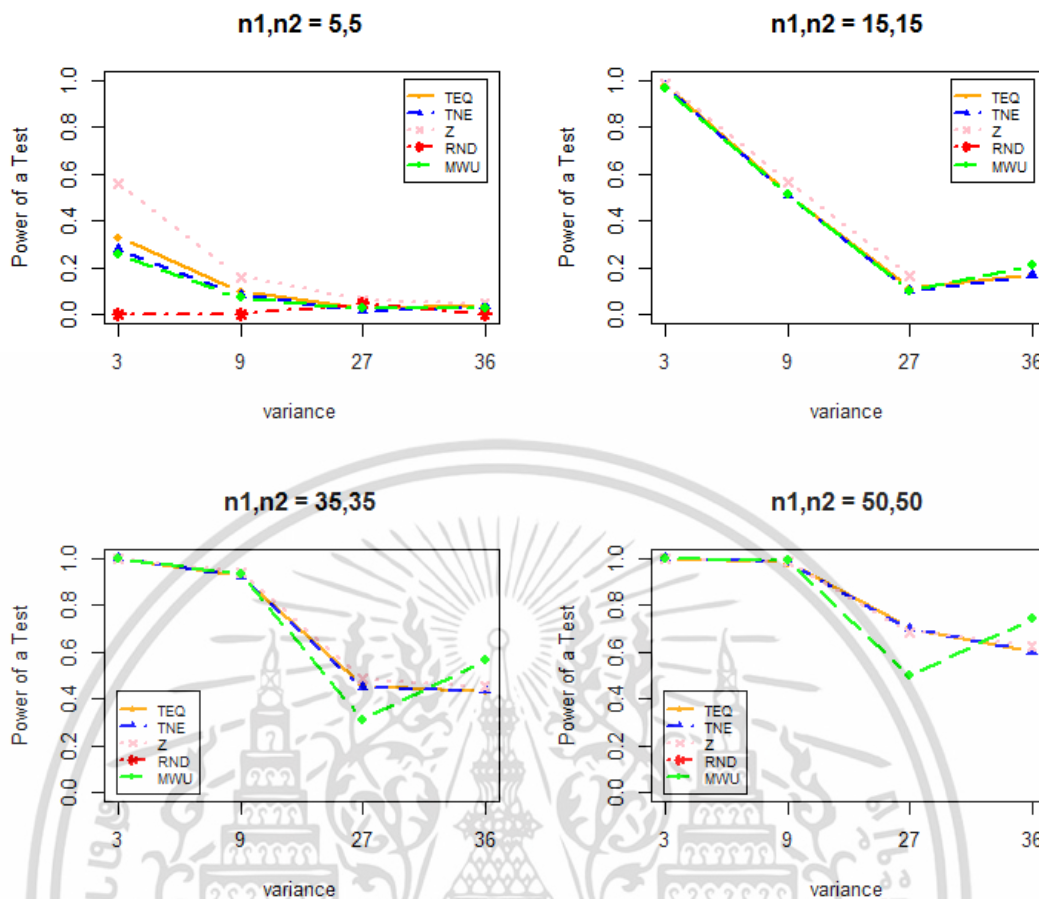 n1,n2 = 5,5
Power of a Test
0.0 0.2 0.4 0.6 0.8 1.0
TEQ
TNE
Z
RND
MWU
3 9 27 36
variance
n1,n2 = 15,15
Power of a Test
0.0 0.2 0.4 0.6 0.8 1.0
TEQ
TNE
Z
RND
MWU
3 9 27 36
variance
n1,n2 = 35,35
Power of a Test
0.0 0.2 0.4 0.6 0.8 1.0
TEQ
TNE
Z
RND
MWU
3 9 27 36
variance
n1,n2 = 50,50
Power of a Test
0.0 0.2 0.4 0.6 0.8 1.0
TEQ
TNE
Z
RND
MWU
3 9 27 36
variance